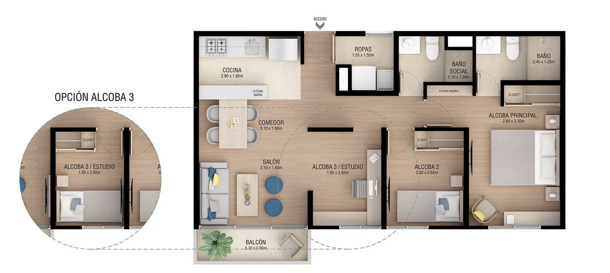 ACCESO
ROPAS
1.55 x 1.55m
COCINA
2.90 x 1.80m
BAÑO
SOCIAL
2.10 x 1.30m
BAÑO
2.40 x 1.20m
CLOSET
ALCOBA PRINCIPAL
2.80 x 3.35m
OPCIÓN ALCOBA 3
COMEDOR
3.10 x 1.80m
CLOSET
CLOSET
ALCOBA 3 / ESTUDIO
1.95 x 2.65m
SALÓN
3.10 x 1.80m
ALCOBA 3 / ESTUDIO
1.95 x 2.65m
ALCOBA 2
2.20 x 2.65m
BALCÓN
3.10 x 0.90m